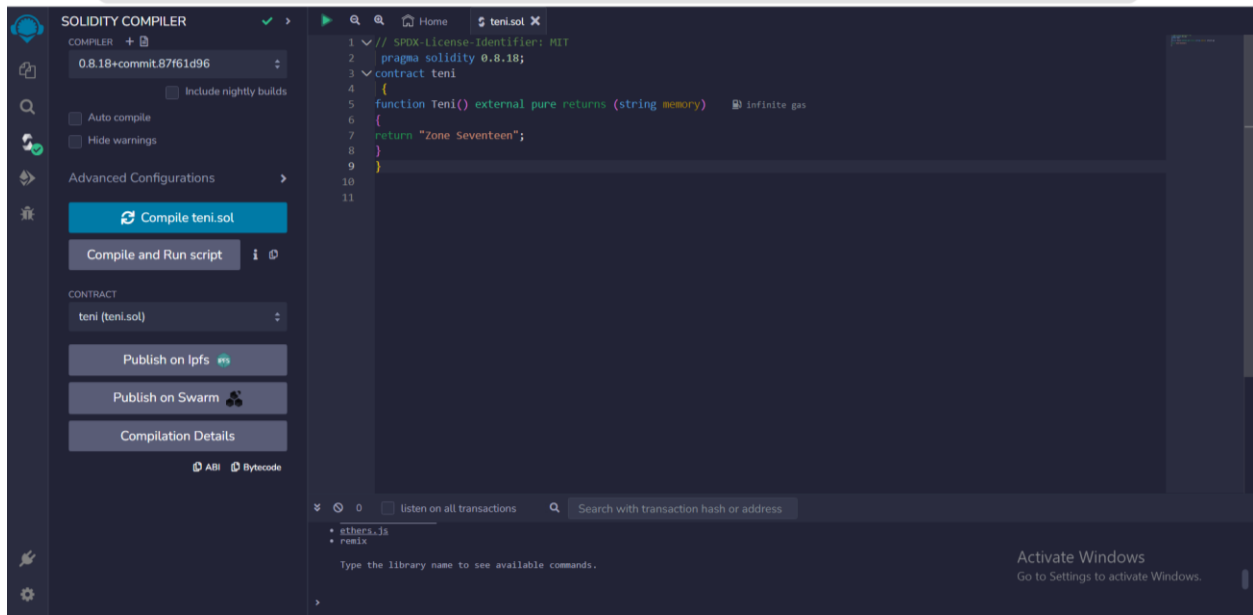 SOLIDITY COMPILER
COMPILER
0.8.18+commit.87f61d96
Include nightly builds
Auto compile
Hide warnings
Advanced Configurations
Compile teni.sol
Compile and Run script
CONTRACT
teni (teni.sol)
Publish on Ipfs
Publish on Swarm
Compilation Details
ABI Bytecode
Home teni.sol
1 // SPDX-License-Identifier: MIT
2 pragma solidity 0.8.18;
3 contract teni
4 {
5 function Teni() external pure returns (string memory) infinite gas
6 {
7 return "Zone Seventeen";
8 }
9 }
10
11
0 listen on all transactions Search with transaction hash or address
ethers.js
remix
Type the library name to see available commands.
>
Activate Windows
Go to Settings to activate Windows.